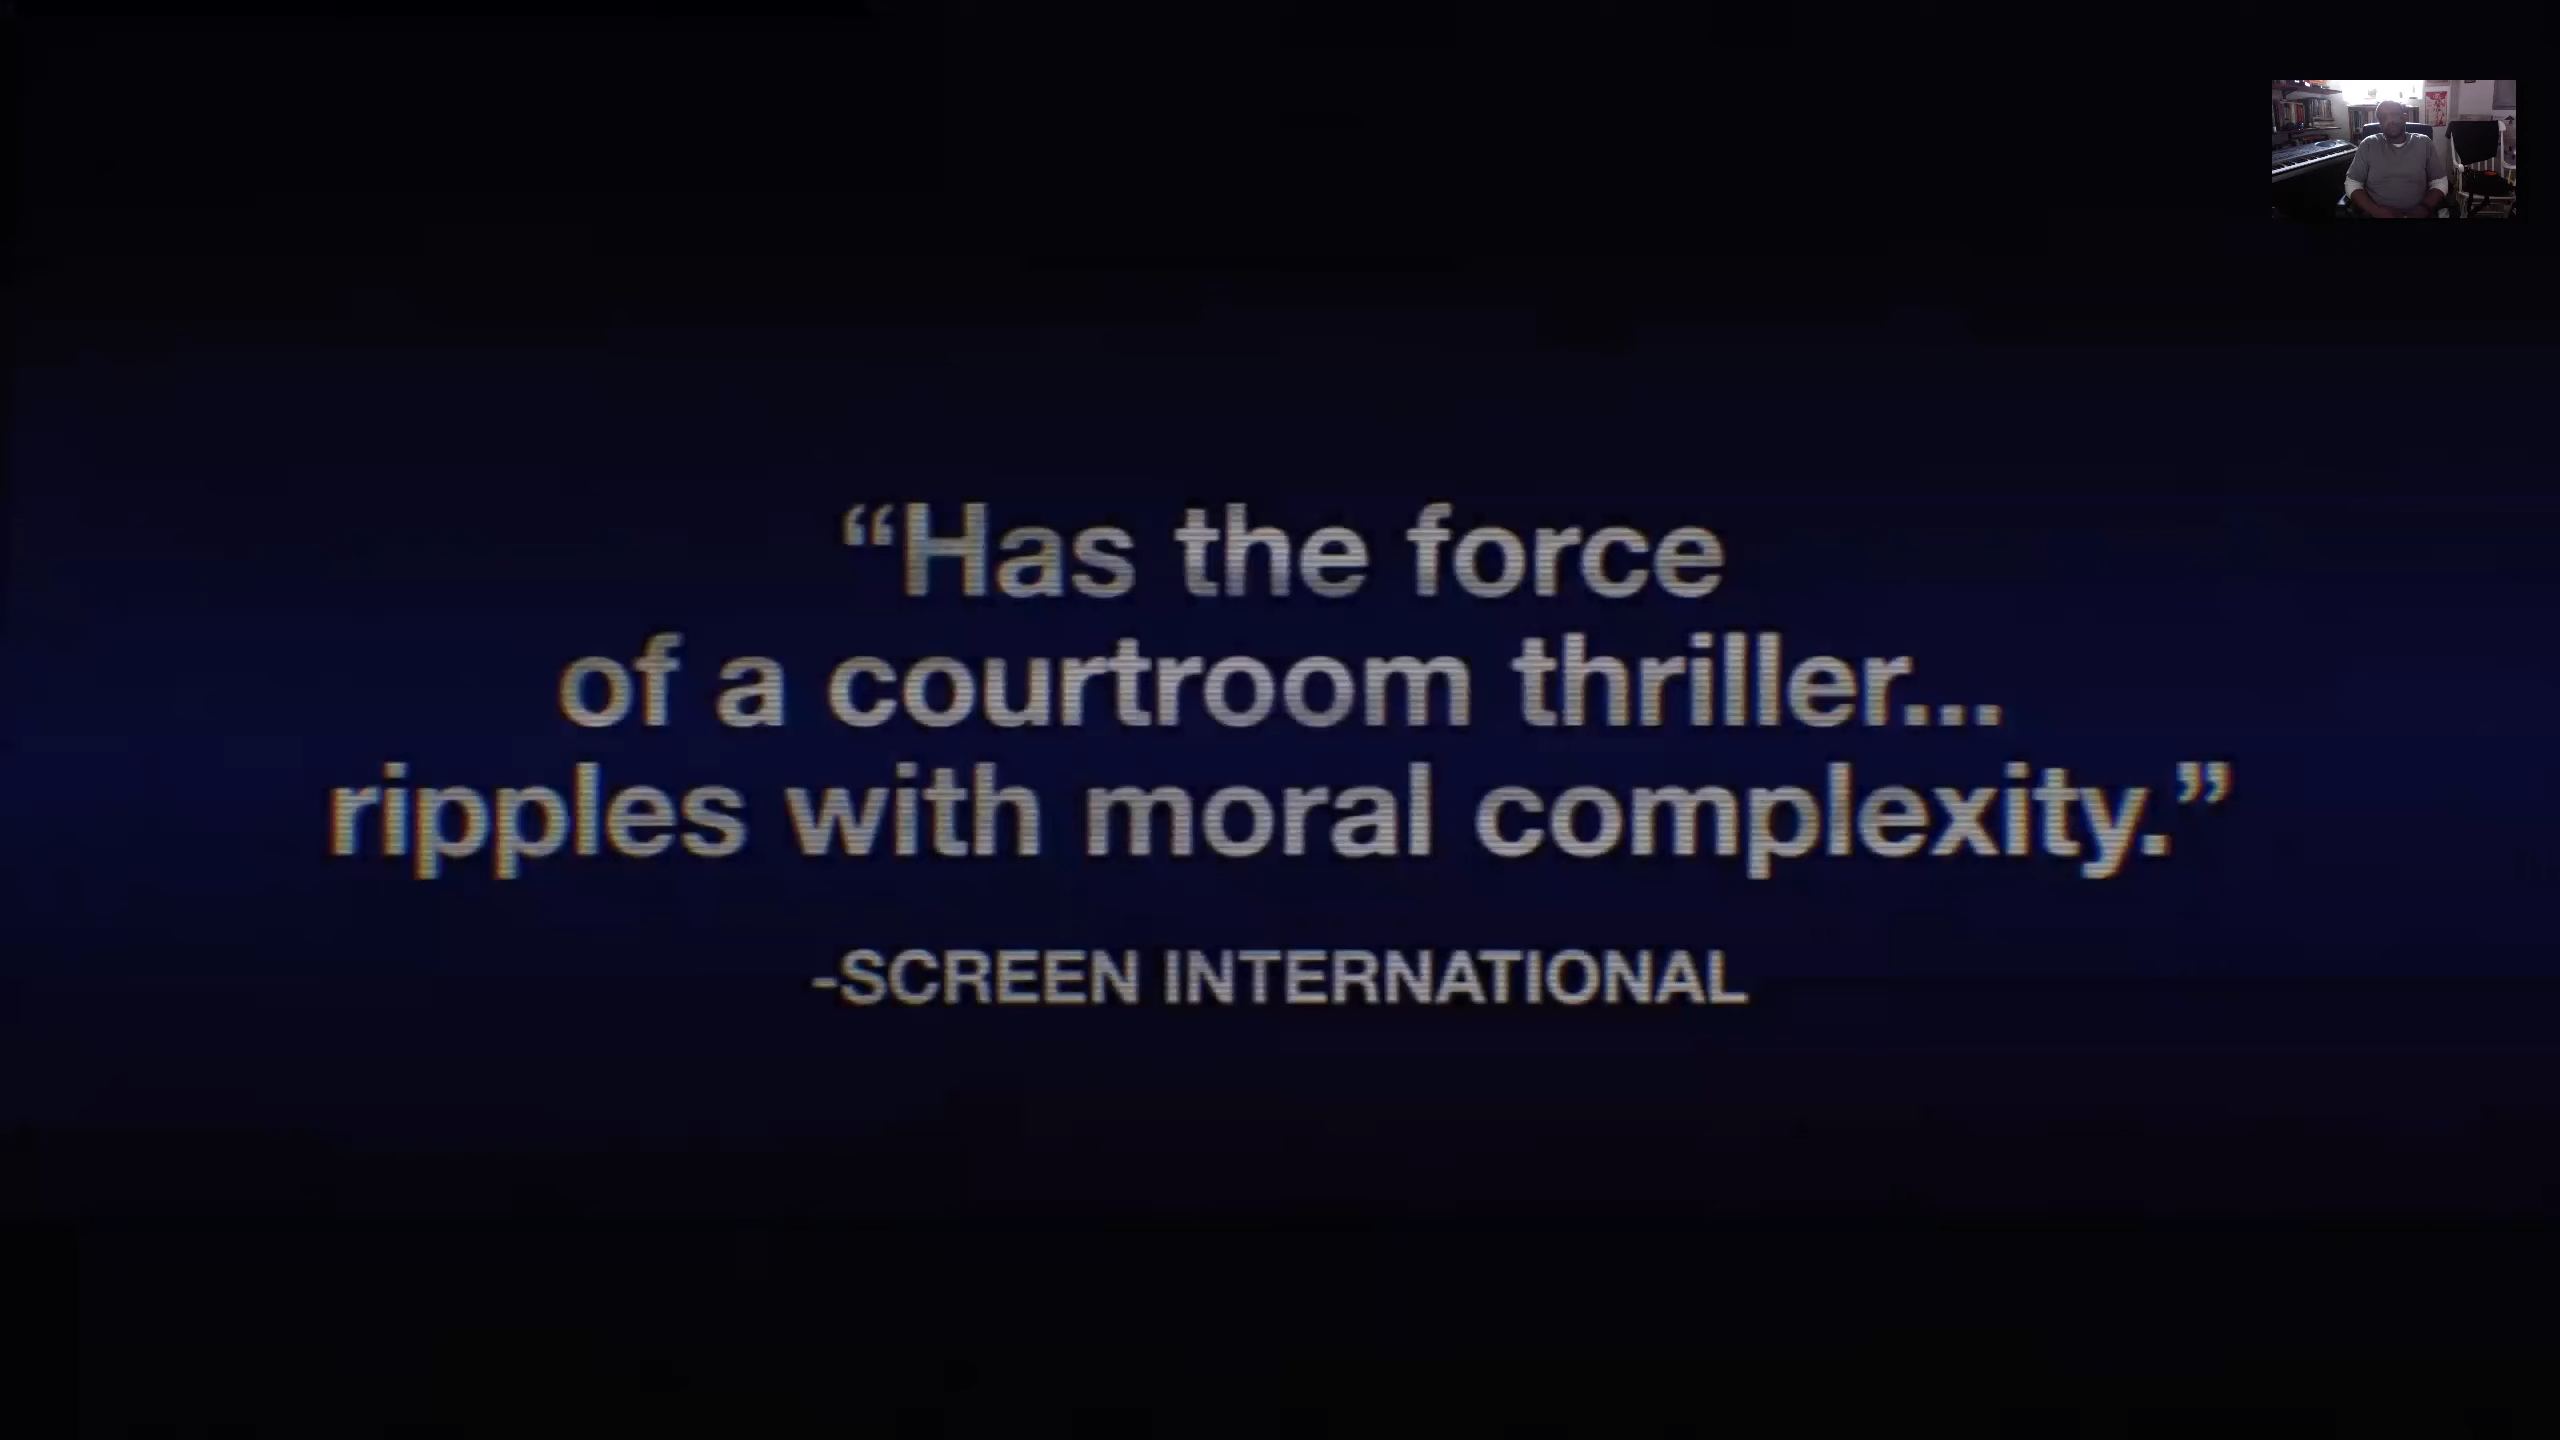 “Has the force
of a courtroom thriller...
ripples with moral complexity.”
-SCREEN INTERNATIONAL